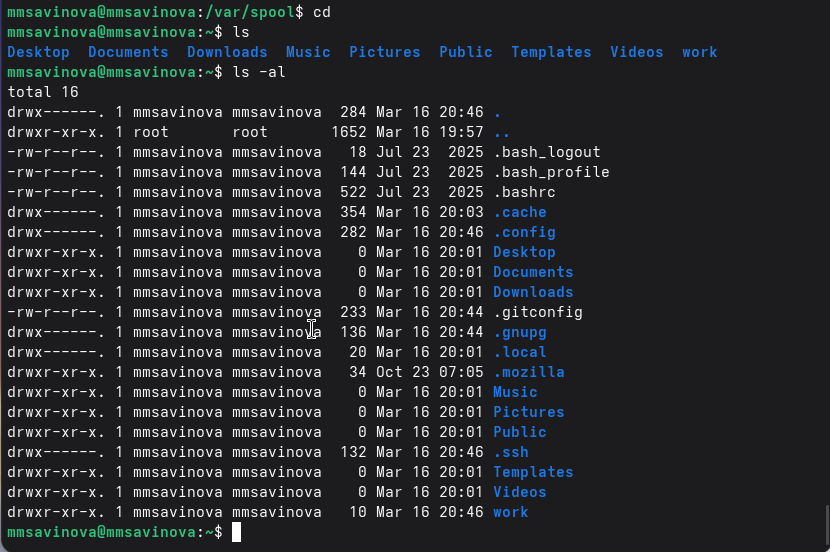 mmsavinova@mmsavinova:/var/spool$ cd
mmsavinova@mmsavinova:~$ ls
Desktop  Documents  Downloads  Music  Pictures  Public  Templates  Videos  work
mmsavinova@mmsavinova:~$ ls -al
total 16
drwx------. 1 mmsavinova mmsavinova  284 Mar 16 20:46 .
drwxr-xr-x. 1 root       root       1652 Mar 16 19:57 ..
-rw-r--r--. 1 mmsavinova mmsavinova   18 Jul 23  2025 .bash_logout
-rw-r--r--. 1 mmsavinova mmsavinova  144 Jul 23  2025 .bash_profile
-rw-r--r--. 1 mmsavinova mmsavinova  522 Jul 23  2025 .bashrc
drwx------. 1 mmsavinova mmsavinova  354 Mar 16 20:03 .cache
drwx------. 1 mmsavinova mmsavinova  282 Mar 16 20:46 .config
drwxr-xr-x. 1 mmsavinova mmsavinova    0 Mar 16 20:01 Desktop
drwxr-xr-x. 1 mmsavinova mmsavinova    0 Mar 16 20:01 Documents
drwxr-xr-x. 1 mmsavinova mmsavinova    0 Mar 16 20:01 Downloads
-rw-r--r--. 1 mmsavinova mmsavinova  233 Mar 16 20:44 .gitconfig
drwx------. 1 mmsavinova mmsavinova  136 Mar 16 20:44 .gnupg
drwx------. 1 mmsavinova mmsavinova   20 Mar 16 20:01 .local
drwxr-xr-x. 1 mmsavinova mmsavinova   34 Oct 23 07:05 .mozilla
drwxr-xr-x. 1 mmsavinova mmsavinova    0 Mar 16 20:01 Music
drwxr-xr-x. 1 mmsavinova mmsavinova    0 Mar 16 20:01 Pictures
drwxr-xr-x. 1 mmsavinova mmsavinova    0 Mar 16 20:01 Public
drwx------. 1 mmsavinova mmsavinova  132 Mar 16 20:46 .ssh
drwxr-xr-x. 1 mmsavinova mmsavinova    0 Mar 16 20:01 Templates
drwxr-xr-x. 1 mmsavinova mmsavinova    0 Mar 16 20:01 Videos
drwxr-xr-x. 1 mmsavinova mmsavinova   10 Mar 16 20:46 work
mmsavinova@mmsavinova:~$